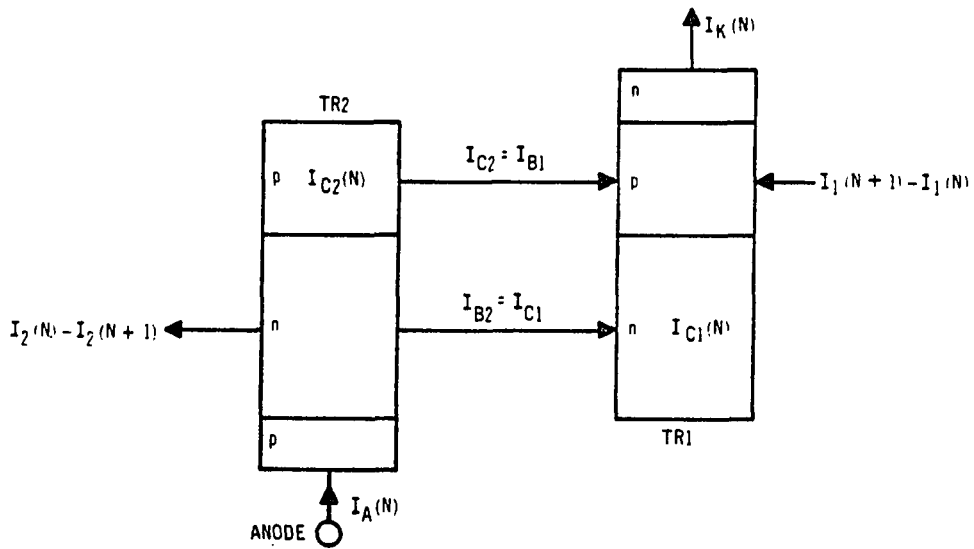 I_K(N)
n
TR2
I_C2 = I_B1
p I_C2(N)
p
I_1(N + 1) - I_1(N)
I_B2 = I_C1
I_2(N) - I_2(N + 1)
n
n I_C1(N)
p
TR1
I_A(N)
ANODE